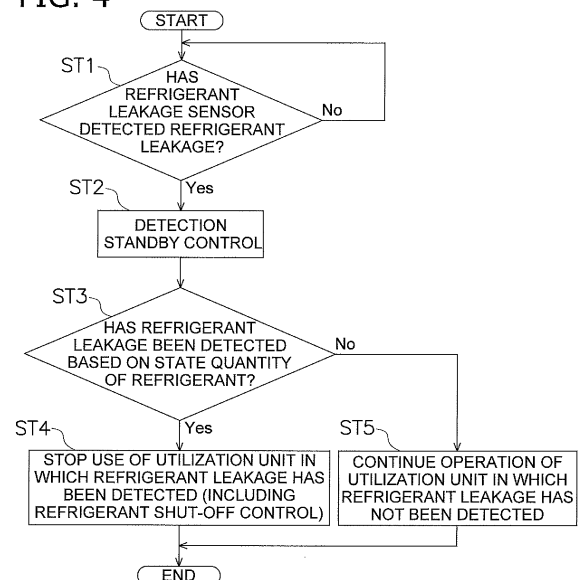 FIG. 4
START
ST1
HAS
REFRIGERANT
LEAKAGE SENSOR
DETECTED REFRIGERANT
LEAKAGE?
No
Yes
ST2
DETECTION
STANDBY CONTROL
ST3
HAS REFRIGERANT
LEAKAGE BEEN DETECTED
BASED ON STATE QUANTITY
OF REFRIGERANT?
No
Yes
ST4
STOP USE OF UTILIZATION UNIT IN
WHICH REFRIGERANT LEAKAGE HAS
BEEN DETECTED (INCLUDING
REFRIGERANT SHUT-OFF CONTROL)
ST5
CONTINUE OPERATION OF
UTILIZATION UNIT IN WHICH
REFRIGERANT LEAKAGE HAS
NOT BEEN DETECTED
END